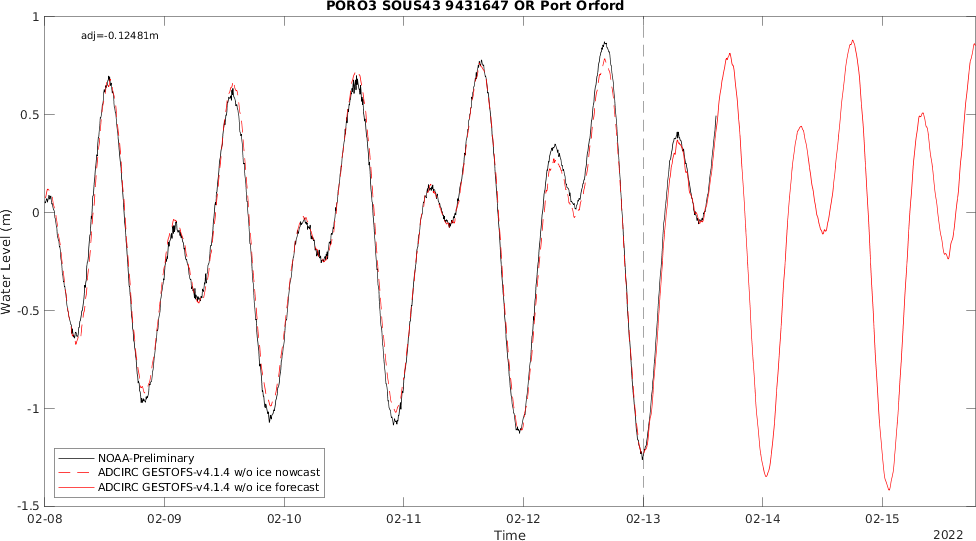 PORO3 SOUS43 9431647 OR Port Orford
adj=-0.12481m
1
0.5
0
-0.5
-1
-1.5
Water Level (m)
NOAA-Preliminary
ADCIRC GESTOFS-v4.1.4 w/o ice nowcast
ADCIRC GESTOFS-v4.1.4 w/o ice forecast
02-08 02-09 02-10 02-11 02-12 02-13 02-14 02-15
Time
2022